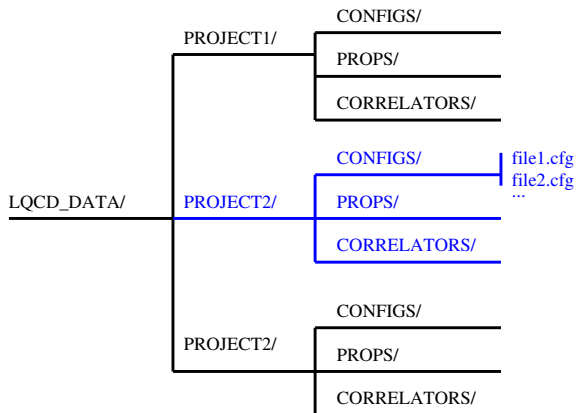 CONFIGS/
PROJECT1/
PROPS/
CORRELATORS/
CONFIGS/
file1.cfg
file2.cfg
...
LQCD_DATA/
PROJECT2/
PROPS/
CORRELATORS/
CONFIGS/
PROJECT2/
PROPS/
CORRELATORS/